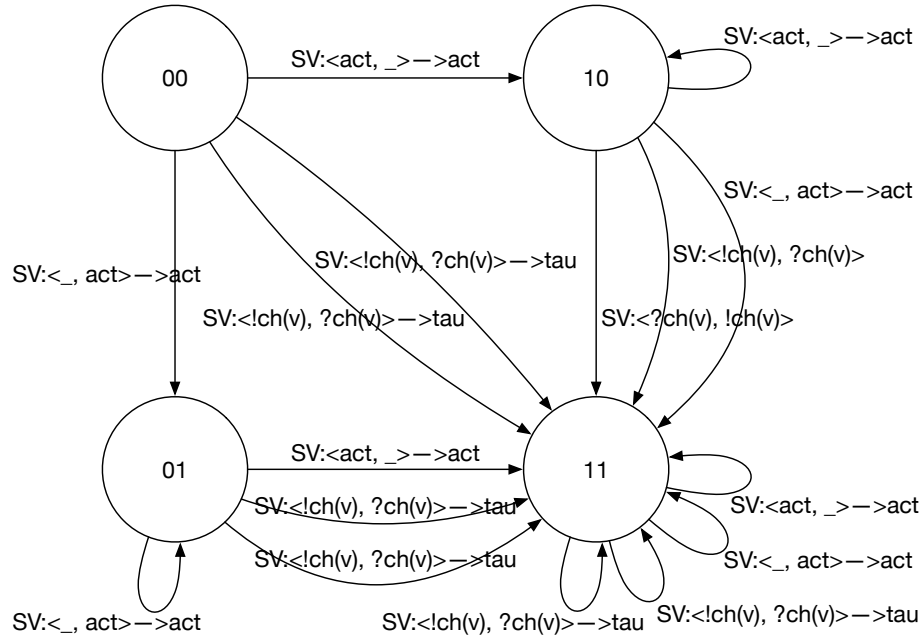 SV:<act, _>—>act
SV:<act, _>—>act
00
10
SV:<_, act>—>act
SV:<!ch(v), ?ch(v)>
SV:<!ch(v), ?ch(v)>—>tau
SV:<_, act>—>act
SV:<!ch(v), ?ch(v)>—>tau
SV:<?ch(v), !ch(v)>
SV:<act, _>—>act
01
11
SV:<!ch(v), ?ch(v)>—>tau
SV:<act, _>—>act
SV:<!ch(v), ?ch(v)>—>tau
SV:<_, act>—>act
SV:<_, act>—>act
SV:<!ch(v), ?ch(v)>—>tau
SV:<!ch(v), ?ch(v)>—>tau